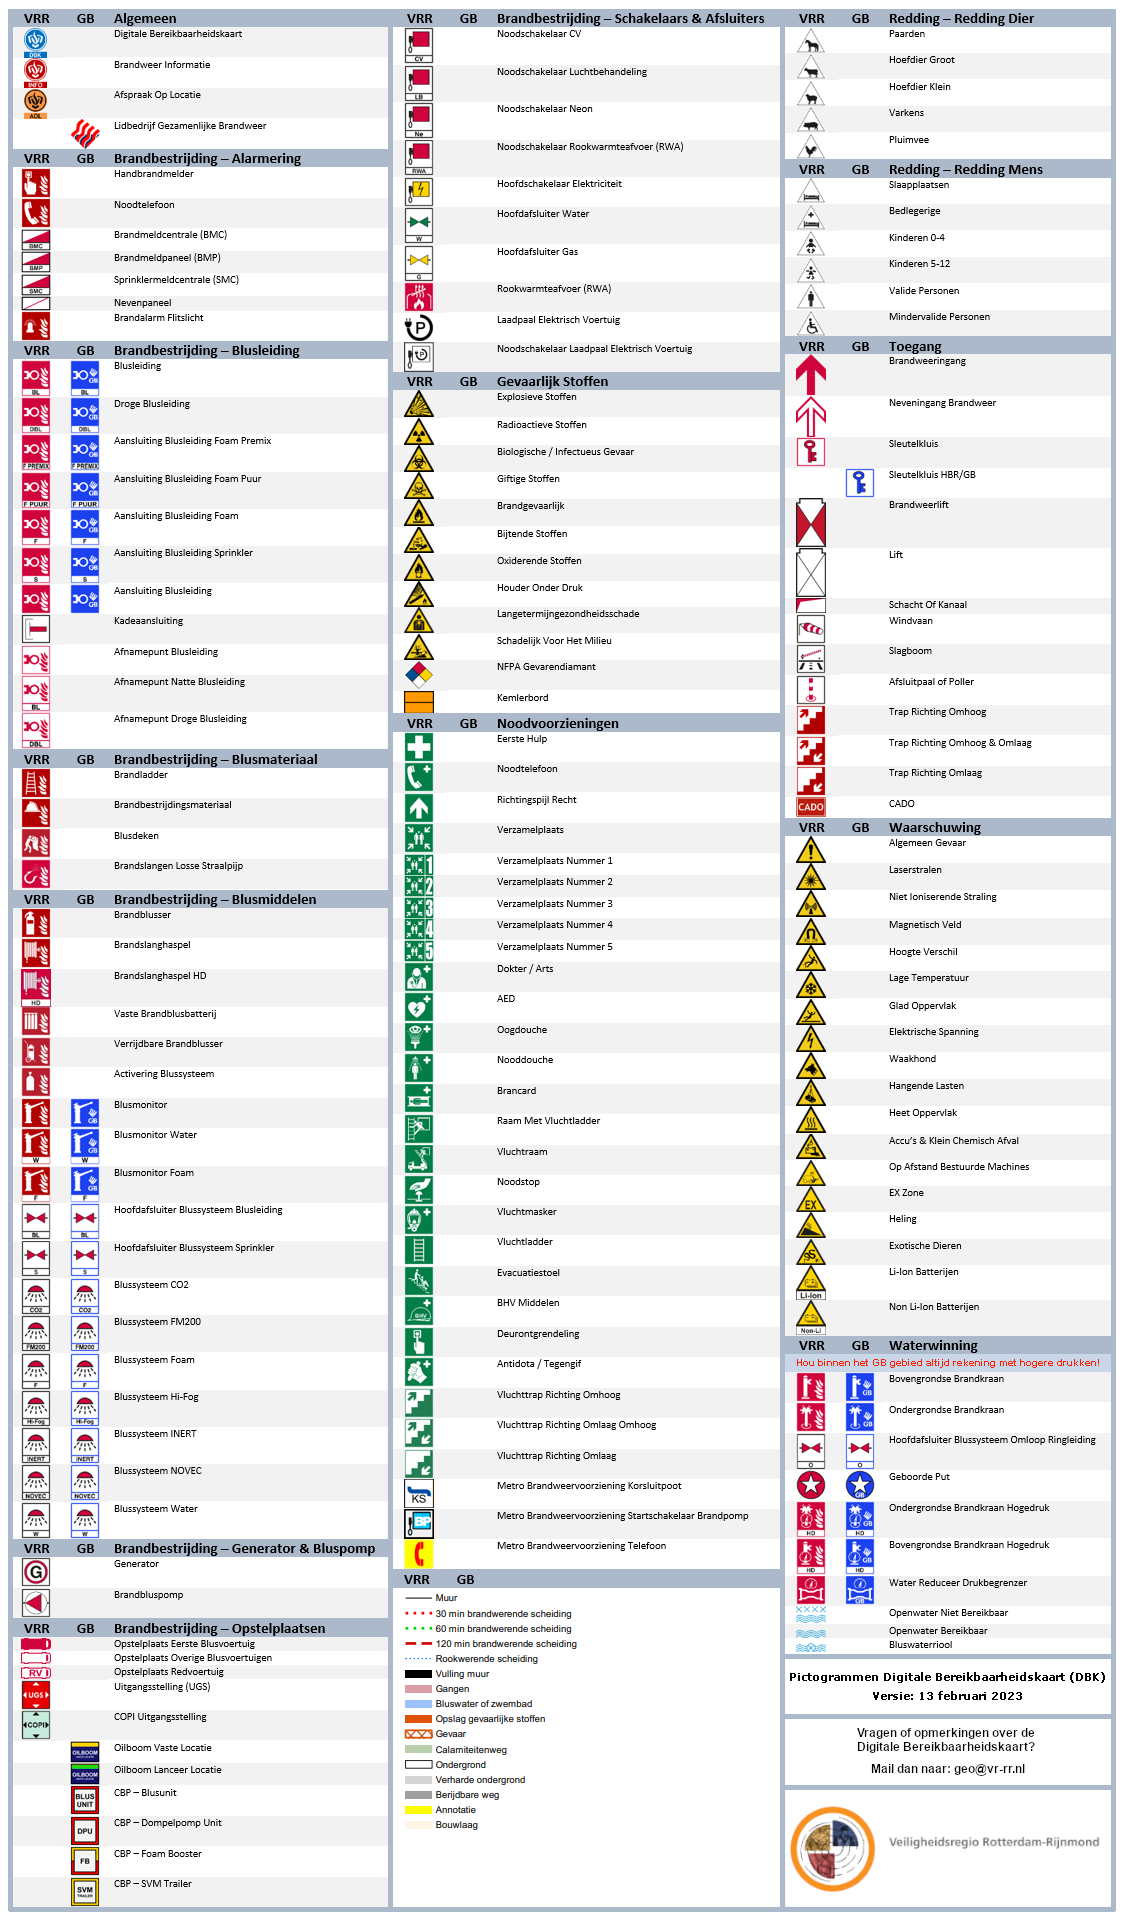 VRR GB Algemeen
DBK Digitale Bereikbaarheidskaart
INFO Brandweer Informatie
AOL Afspraak Op Locatie
Lidbedrijf Gezamenlijke Brandweer
VRR GB Brandbestrijding – Alarmering
Handbrandmelder
Noodtelefoon
BMC Brandmeldcentrale (BMC)
BMP Brandmeldpaneel (BMP)
SMC Sprinklermeldcentrale (SMC)
Nevenpaneel
Brandalarm Flitslicht
VRR GB Brandbestrijding – Blusleiding
BL GB BL Blusleiding
DBL GB DBL Droge Blusleiding
F PREMIX GB F PREMIX Aansluiting Blusleiding Foam Premix
F PUUR GB F PUUR Aansluiting Blusleiding Foam Puur
F GB F Aansluiting Blusleiding Foam
S GB S Aansluiting Blusleiding Sprinkler
GB Aansluiting Blusleiding
Kadeaansluiting
Afnamepunt Blusleiding
BL Afnamepunt Natte Blusleiding
DBL Afnamepunt Droge Blusleiding
VRR GB Brandbestrijding – Blusmateriaal
Brandladder
Brandbestrijdingsmateriaal
Blusdeken
Brandslangen Losse Straalpijp
VRR GB Brandbestrijding – Blusmiddelen
Brandblusser
Brandslanghaspel
HD Brandslanghaspel HD
Vaste Brandblusbatterij
Verrijdbare Brandblusser
Activering Blussysteem
GB Blusmonitor
W GB W Blusmonitor Water
F GB F Blusmonitor Foam
BL BL Hoofdafsluiter Blussysteem Blusleiding
S S Hoofdafsluiter Blussysteem Sprinkler
CO2 CO2 Blussysteem CO2
FM200 FM200 Blussysteem FM200
F F Blussysteem Foam
Hi-Fog Hi-Fog Blussysteem Hi-Fog
INERT INERT Blussysteem INERT
NOVEC NOVEC Blussysteem NOVEC
W W Blussysteem Water
VRR GB Brandbestrijding – Generator & Bluspomp
G Generator
Brandbluspomp
VRR GB Brandbestrijding – Opstelplaatsen
Opstelplaats Eerste Blusvoertuig
Opstelplaats Overige Blusvoertuigen
RV Opstelplaats Redvoertuig
UGS Uitgangsstelling (UGS)
COPI COPI Uitgangsstelling
OILBOOM Oilboom Vaste Locatie
OILBOOM Oilboom Lanceer Locatie
BLUS UNIT CBP – Blusunit
DPU CBP – Dompelpomp Unit
FB CBP – Foam Booster
SVM TRAILER CBP – SVM Trailer
VRR GB Brandbestrijding – Schakelaars & Afsluiters
CV Noodschakelaar CV
LB Noodschakelaar Luchtbehandeling
Ne Noodschakelaar Neon
RWA Noodschakelaar Rookwarmteafvoer (RWA)
Hoofdschakelaar Elektriciteit
W Hoofdafsluiter Water
G Hoofdafsluiter Gas
Rookwarmteafvoer (RWA)
P Laadpaal Elektrisch Voertuig
P Noodschakelaar Laadpaal Elektrisch Voertuig
VRR GB Gevaarlijk Stoffen
Explosieve Stoffen
Radioactieve Stoffen
Biologische / Infectueus Gevaar
Giftige Stoffen
Brandgevaarlijk
Bijtende Stoffen
Oxiderende Stoffen
Houder Onder Druk
Langetermijngezondheidsschade
Schadelijk Voor Het Milieu
NFPA Gevarendiamant
Kemlerbord
VRR GB Noodvoorzieningen
Eerste Hulp
Noodtelefoon
Richtingspijl Recht
Verzamelplaats
1 Verzamelplaats Nummer 1
2 Verzamelplaats Nummer 2
3 Verzamelplaats Nummer 3
4 Verzamelplaats Nummer 4
5 Verzamelplaats Nummer 5
Dokter / Arts
AED
Oogdouche
Nooddouche
Brancard
Raam Met Vluchtladder
Vluchtraam
Noodstop
Vluchtmasker
Vluchtladder
Evacuatiestoel
BHV BHV Middelen
Deurontgrendeling
Antidota / Tegengif
Vluchttrap Richting Omhoog
Vluchttrap Richting Omlaag Omhoog
Vluchttrap Richting Omlaag
KS Metro Brandweervoorziening Korsluitpoot
BP Metro Brandweervoorziening Startschakelaar Brandpomp
Metro Brandweervoorziening Telefoon
VRR GB
Muur
30 min brandwerende scheiding
60 min brandwerende scheiding
120 min brandwerende scheiding
Rookwerende scheiding
Vulling muur
Gangen
Bluswater of zwembad
Opslag gevaarlijke stoffen
Gevaar
Calamiteitenweg
Ondergrond
Verharde ondergrond
Berijdbare weg
Annotatie
Bouwlaag
VRR GB Redding – Redding Dier
Paarden
Hoefdier Groot
Hoefdier Klein
Varkens
Pluimvee
VRR GB Redding – Redding Mens
Slaapplaatsen
Bedlegerige
Kinderen 0-4
Kinderen 5-12
Valide Personen
Mindervalide Personen
VRR GB Toegang
Brandweeringang
Neveningang Brandweer
Sleutelkluis
Sleutelkluis HBR/GB
Brandweerlift
Lift
Schacht Of Kanaal
Windvaan
Slagboom
Afsluitpaal of Poller
Trap Richting Omhoog
Trap Richting Omhoog & Omlaag
Trap Richting Omlaag
CADO CADO
VRR GB Waarschuwing
Algemeen Gevaar
Laserstralen
Niet Ioniserende Straling
Magnetisch Veld
Hoogte Verschil
Lage Temperatuur
Glad Oppervlak
Elektrische Spanning
Waakhond
Hangende Lasten
Heet Oppervlak
Accu's & Klein Chemisch Afval
Op Afstand Bestuurde Machines
EX EX Zone
Heling
Exotische Dieren
Li-Ion Li-Ion Batterijen
Non-Li Non Li-Ion Batterijen
VRR GB Waterwinning
Hou binnen het GB gebied altijd rekening met hogere drukken!
GB Bovengrondse Brandkraan
GB Ondergrondse Brandkraan
O O Hoofdafsluiter Blussysteem Omloop Ringleiding
GB Geboorde Put
HD GB HD Ondergrondse Brandkraan Hogedruk
HD GB HD Bovengrondse Brandkraan Hogedruk
GB Water Reduceer Drukbegrenzer
Openwater Niet Bereikbaar
Openwater Bereikbaar
Bluswaterriool
Pictogrammen Digitale Bereikbaarheidskaart (DBK)
Versie: 13 februari 2023
Vragen of opmerkingen over de
Digitale Bereikbaarheidskaart?
Mail dan naar: geo@vr-rr.nl
Veiligheidsregio Rotterdam-Rijnmond